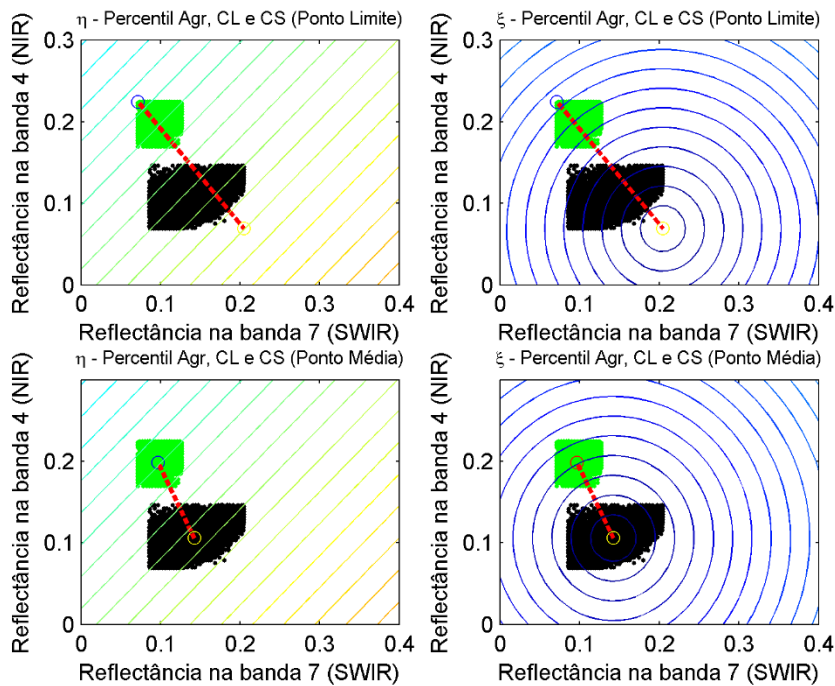 η - Percentil Agr, CL e CS (Ponto Limite)
Reflectância na banda 4 (NIR)
0.3
0.2
0.1
0
0 0.1 0.2 0.3 0.4
Reflectância na banda 7 (SWIR)
ξ - Percentil Agr, CL e CS (Ponto Limite)
Reflectância na banda 4 (NIR)
0.3
0.2
0.1
0
0 0.1 0.2 0.3 0.4
Reflectância na banda 7 (SWIR)
η - Percentil Agr, CL e CS (Ponto Média)
Reflectância na banda 4 (NIR)
0.2
0.1
0
0 0.1 0.2 0.3 0.4
Reflectância na banda 7 (SWIR)
ξ - Percentil Agr, CL e CS (Ponto Média)
Reflectância na banda 4 (NIR)
0.2
0.1
0
0 0.1 0.2 0.3 0.4
Reflectância na banda 7 (SWIR)